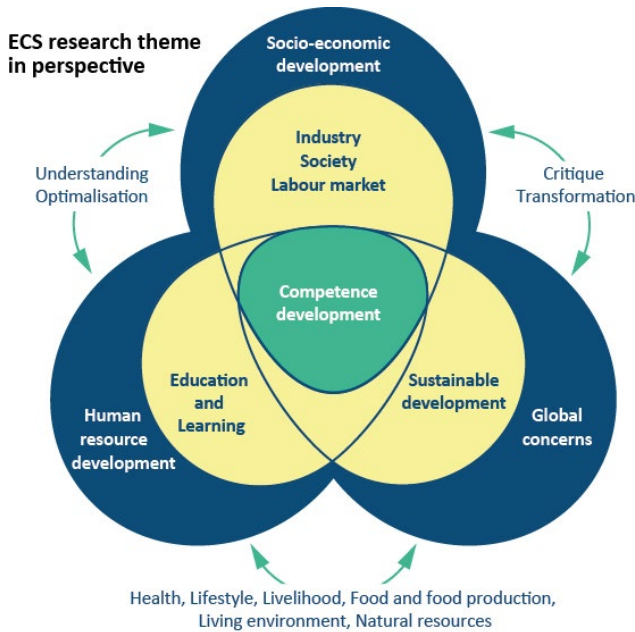 ECS research theme
in perspective
Socio-economic
development
Industry
Society
Labour market
Understanding
Optimalisation
Critique
Transformation
Competence
development
Education
and
Learning
Sustainable
development
Human
resource
development
Global
concerns
Health, Lifestyle, Livelihood, Food and food production,
Living environment, Natural resources